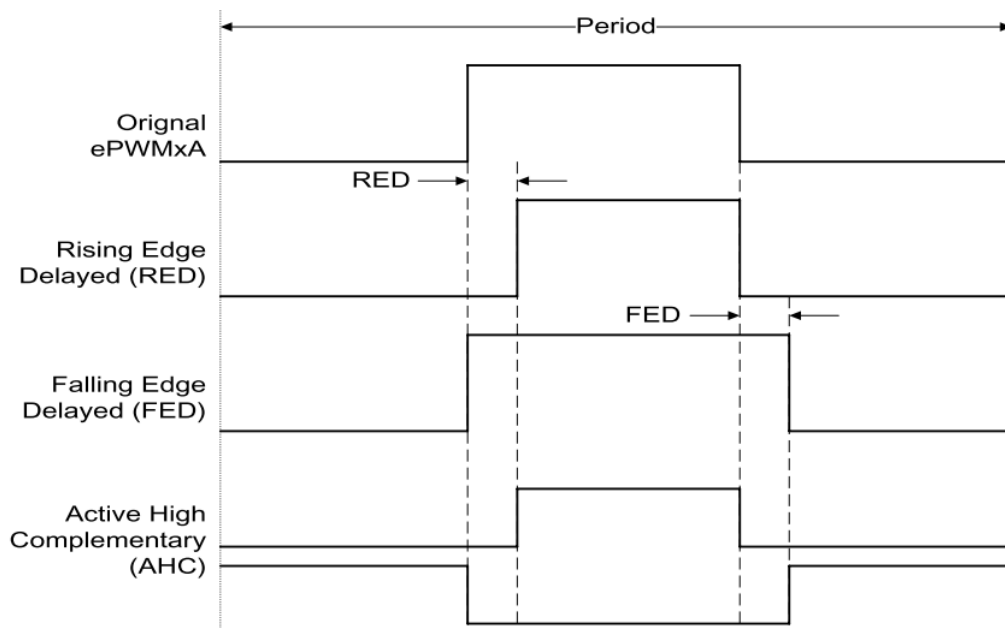 Period
Orignal
ePWMxA
RED
Rising Edge
Delayed (RED)
FED
Falling Edge
Delayed (FED)
Active High
Complementary
(AHC)